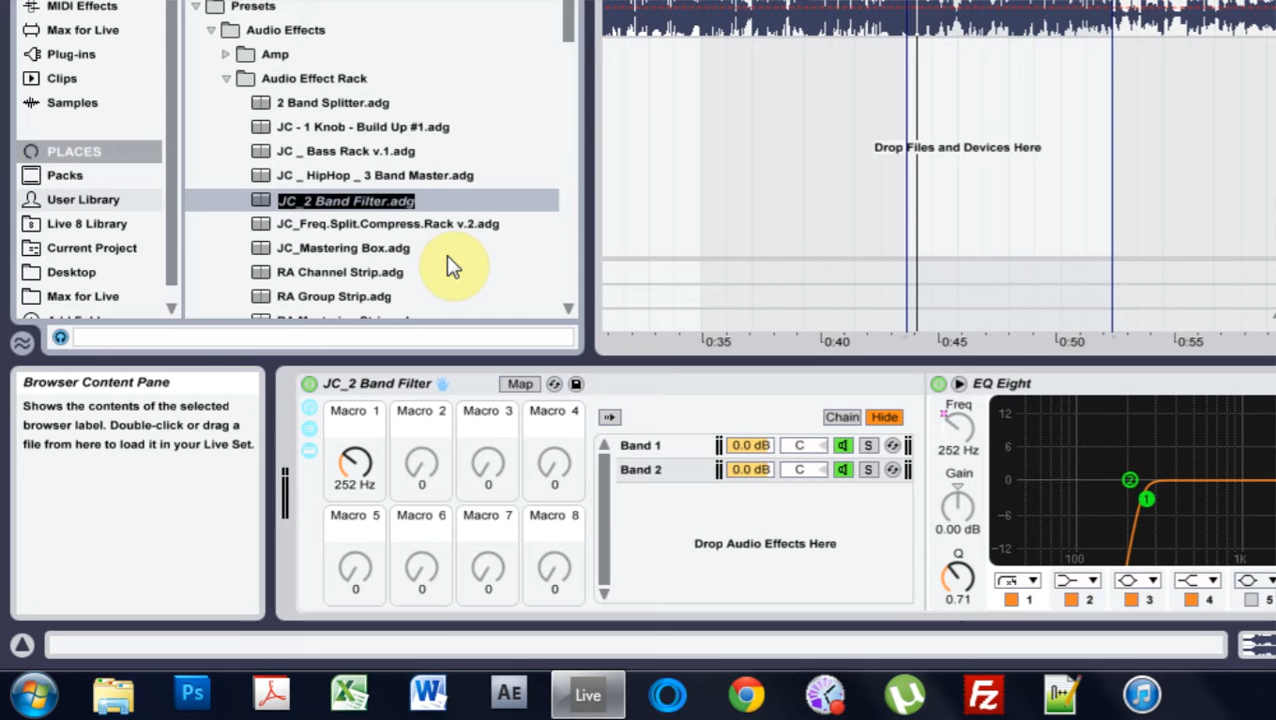 MIDI Effects
Max for Live
Plug-ins
Clips
Samples
PLACES
Packs
User Library
Live 8 Library
Current Project
Desktop
Max for Live
Presets
Audio Effects
Amp
Audio Effect Rack
2 Band Splitter.adg
JC - 1 Knob - Build Up #1.adg
JC _ Bass Rack v.1.adg
JC _ HipHop _ 3 Band Master.adg
JC_2 Band Filter.adg
JC_Freq.Split.Compress.Rack v.2.adg
JC_Mastering Box.adg
RA Channel Strip.adg
RA Group Strip.adg
Drop Files and Devices Here
0:35 0:40 0:45 0:50 0:55
Browser Content Pane
Shows the contents of the selected
browser label. Double-click or drag a
file from here to load it in your Live Set.
JC_2 Band Filter Map
Macro 1 Macro 2 Macro 3 Macro 4
252 Hz 0 0 0
Macro 5 Macro 6 Macro 7 Macro 8
0 0 0 0
Chain Hide
Band 1 0.0 dB C S
Band 2 0.0 dB C S
Drop Audio Effects Here
EQ Eight
Freq
252 Hz
Gain
0.00 dB
Q
0.71
12
6
0
-6
-12
2
1
100 1k
x4
1 2 3 4 5
Ps W Ae Live Fz